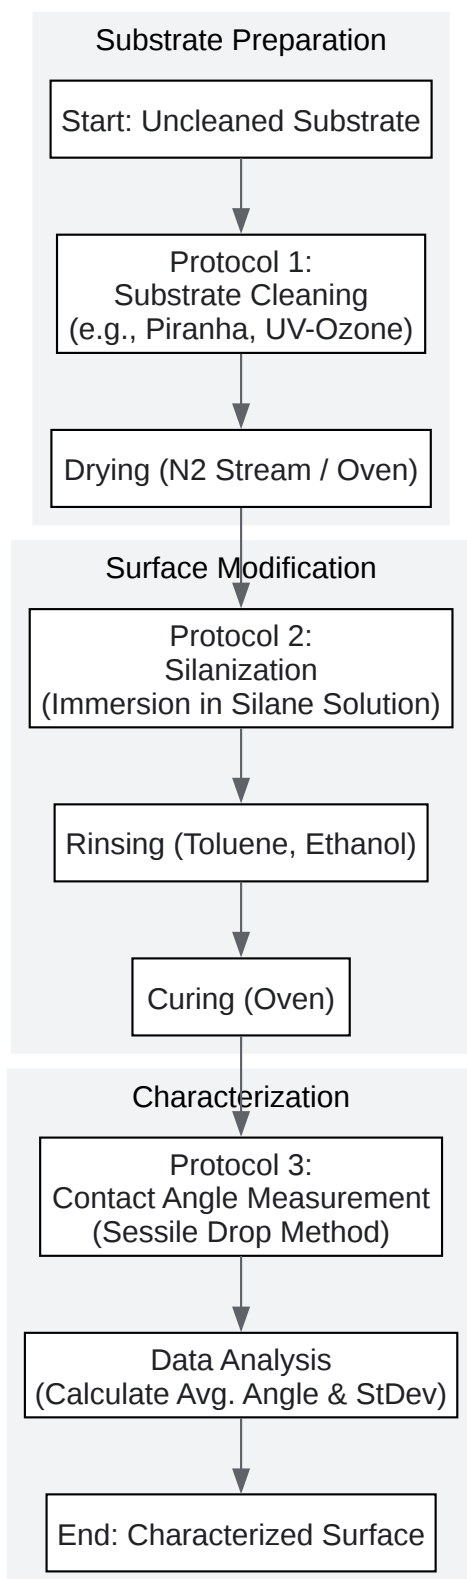 Substrate Preparation
Start: Uncleaned Substrate
Protocol 1:
Substrate Cleaning
(e.g., Piranha, UV-Ozone)
Drying (N2 Stream / Oven)
Surface Modification
Protocol 2:
Silanization
(Immersion in Silane Solution)
Rinsing (Toluene, Ethanol)
Curing (Oven)
Characterization
Protocol 3:
Contact Angle Measurement
(Sessile Drop Method)
Data Analysis
(Calculate Avg. Angle & StDev)
End: Characterized Surface